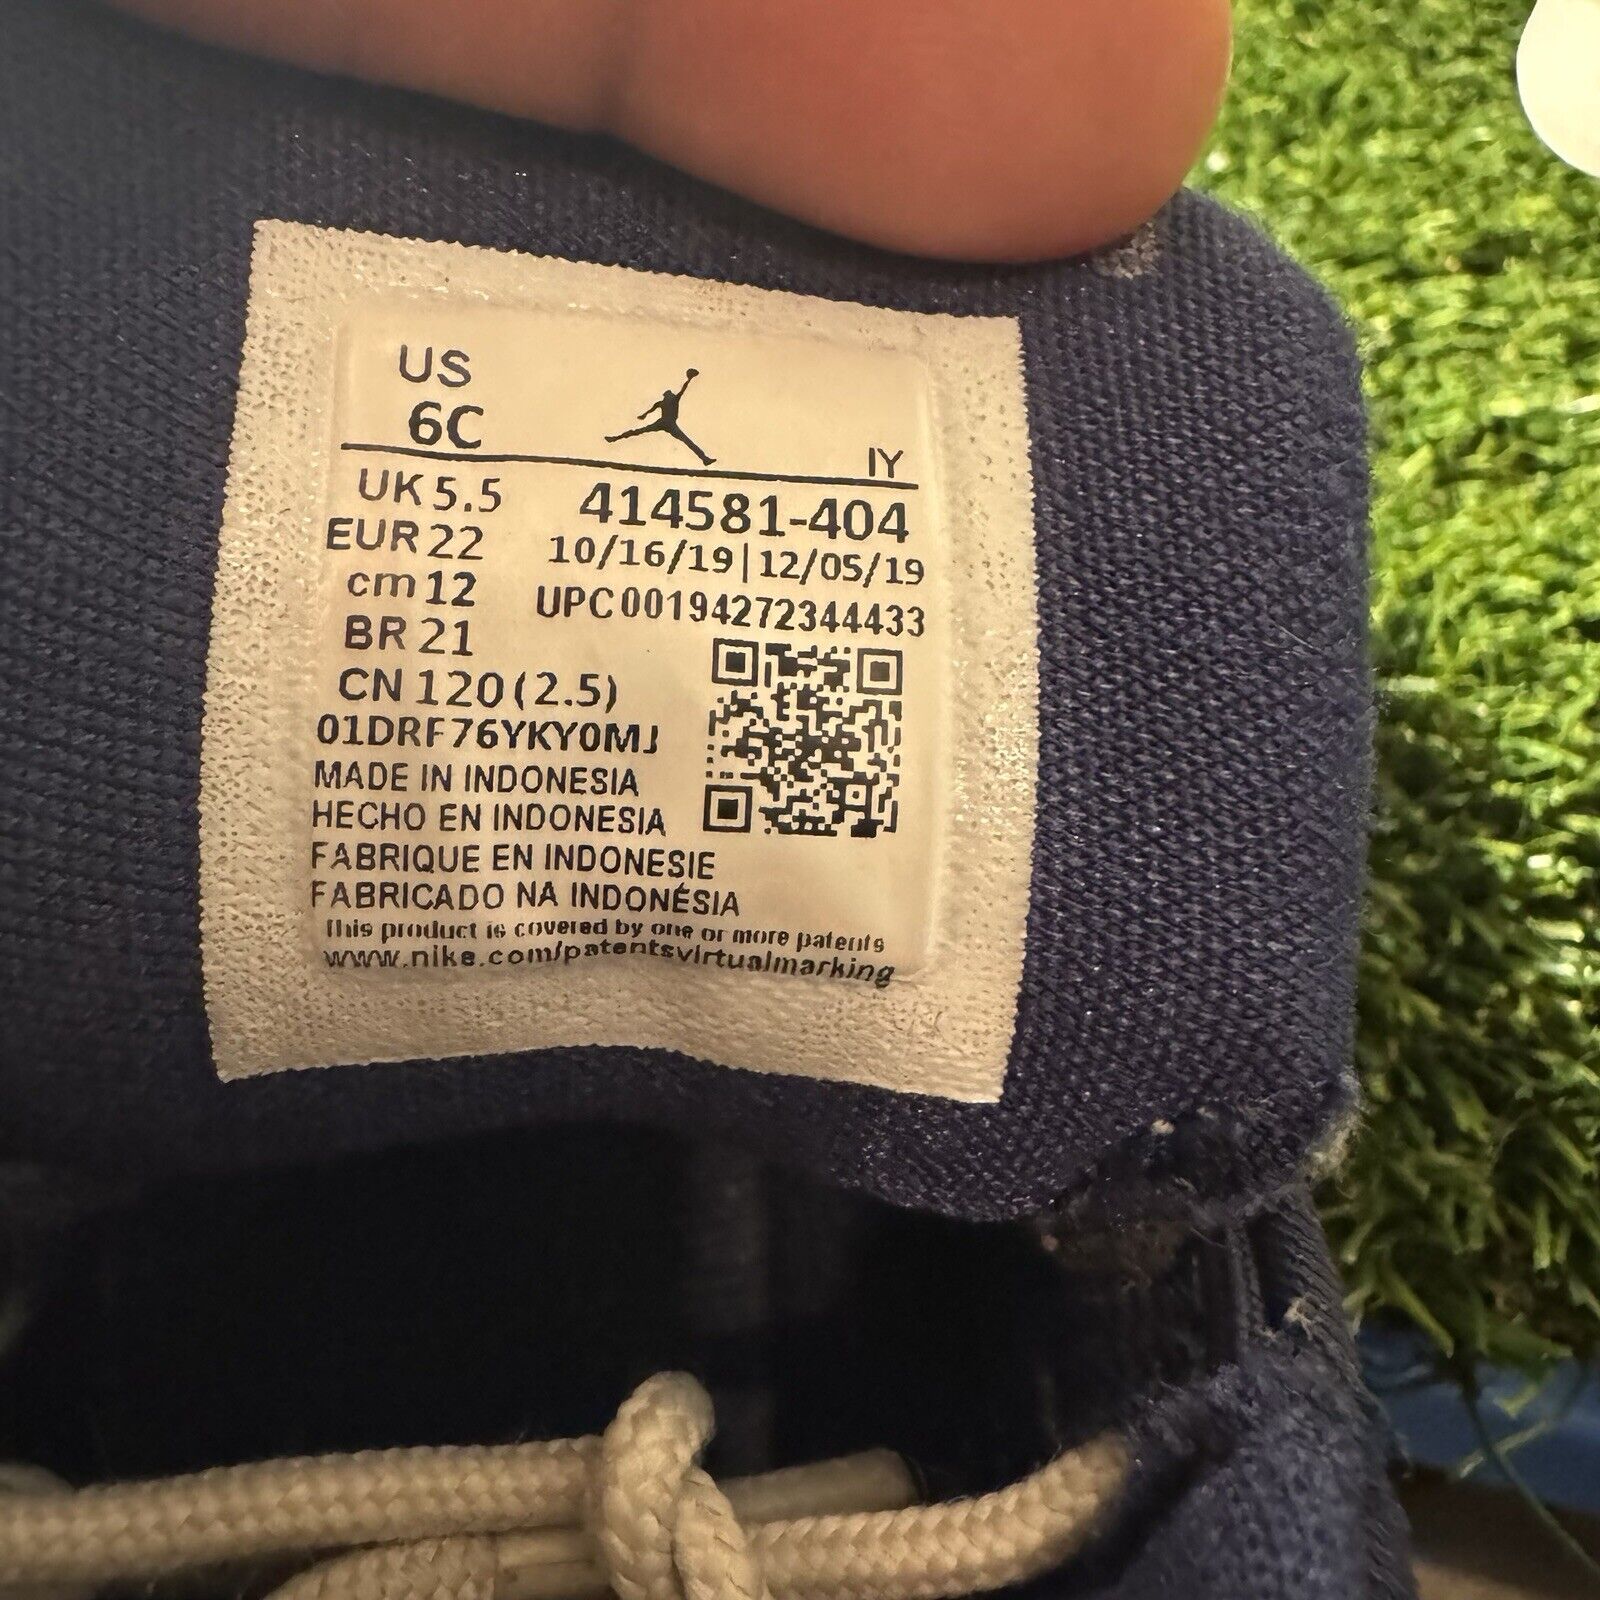 US
6C
IY
UK 5.5 414581-404
EUR 22 10/16/19|12/05/19
cm 12 UPC00194272344433
BR 21
CN 120(2.5)
01DRF76YKY0MJ
MADE IN INDONESIA
HECHO EN INDONESIA
FABRIQUE EN INDONESIE
FABRICADO NA INDONÉSIA
This product is covered by one or more patents
www.nike.com/patentsvirtualmarking